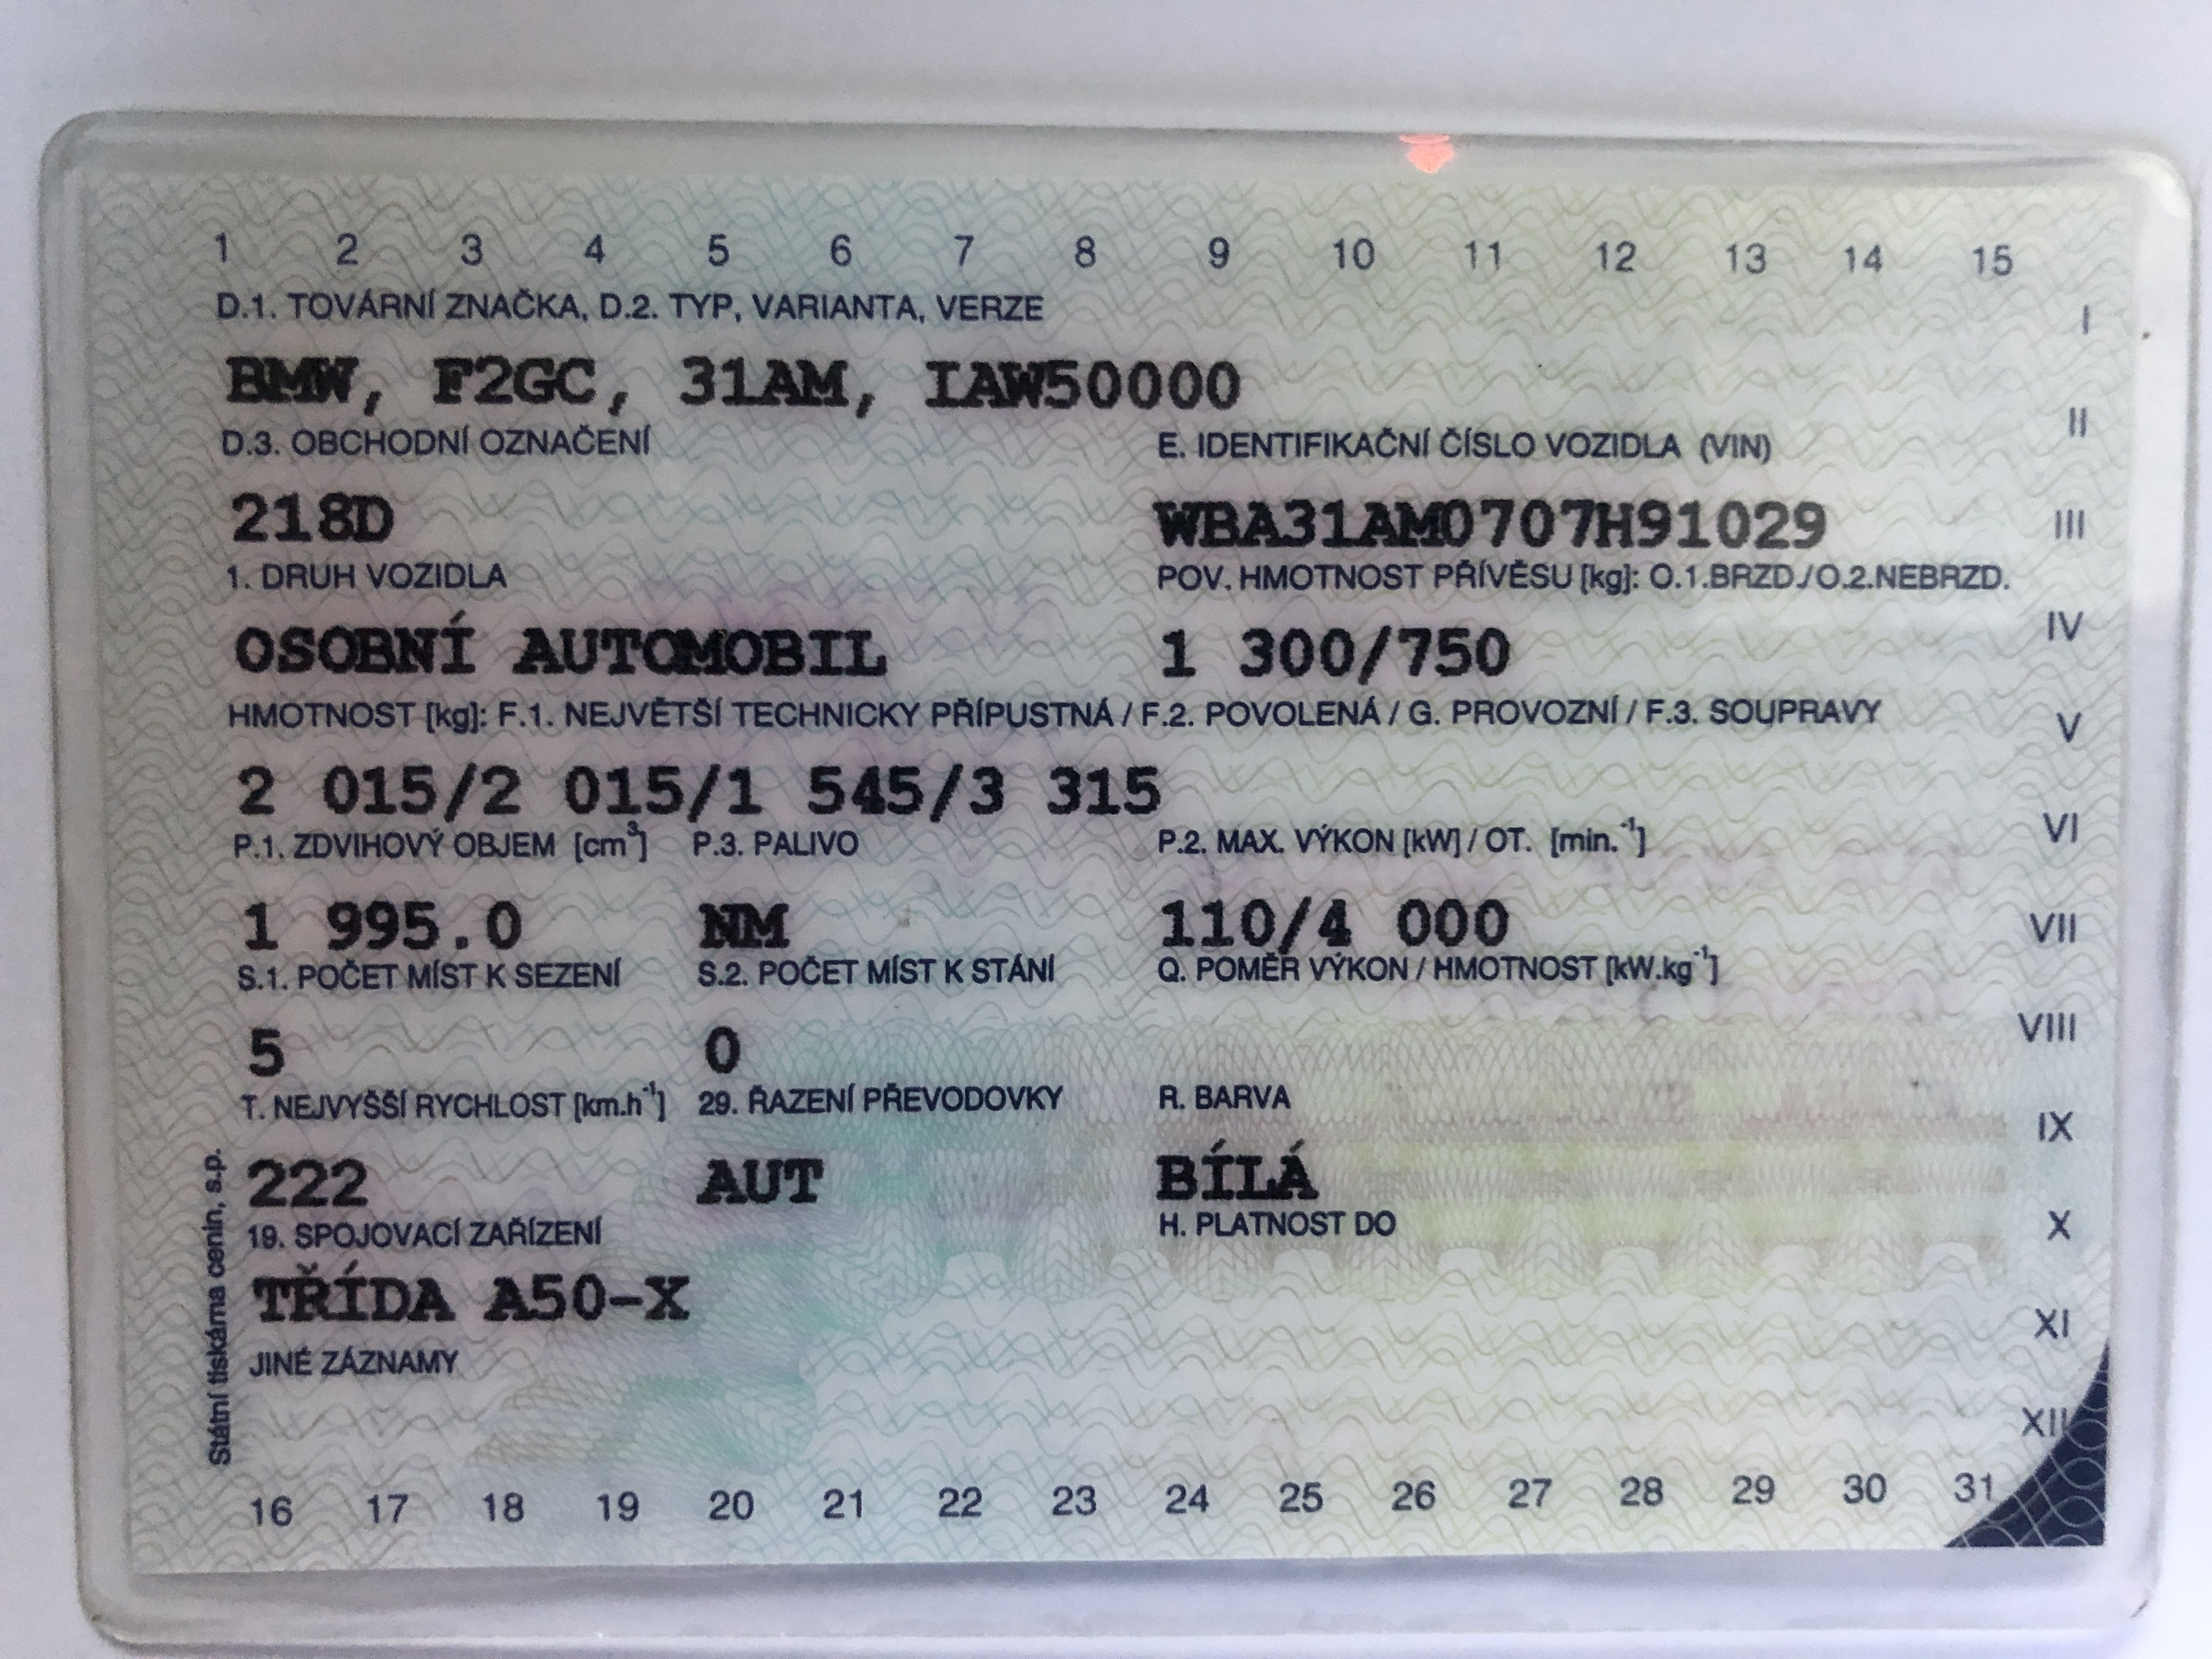 1 2 3 4 5 6 7 8 9 10 11 12 13 14 15
D.1. TOVÁRNÍ ZNAČKA, D.2. TYP, VARIANTA, VERZE
I
BMW, F2GC, 31AM, IAW50000
D.3. OBCHODNÍ OZNAČENÍ E. IDENTIFIKAČNÍ ČÍSLO VOZIDLA (VIN)
II
218D WBA31AM0707H91029
III
1. DRUH VOZIDLA POV. HMOTNOST PŘÍVĚSU [kg]: O.1.BRZD./O.2.NEBRZD.
OSOBNÍ AUTOMOBIL 1 300/750
IV
HMOTNOST [kg]: F.1. NEJVĚTŠÍ TECHNICKY PŘÍPUSTNÁ / F.2. POVOLENÁ / G. PROVOZNÍ / F.3. SOUPRAVY
V
2 015/2 015/1 545/3 315
P.1. ZDVIHOVÝ OBJEM [cm³] P.3. PALIVO P.2. MAX. VÝKON [kW] / OT. [min.⁻¹]
VI
1 995.0 NM 110/4 000
VII
S.1. POČET MÍST K SEZENÍ S.2. POČET MÍST K STÁNÍ Q. POMĚR VÝKON / HMOTNOST [kW.kg⁻¹]
5 0
VIII
T. NEJVYŠŠÍ RYCHLOST [km.h⁻¹] 29. ŘAZENÍ PŘEVODOVKY R. BARVA
IX
222 AUT BÍLÁ
19. SPOJOVACÍ ZAŘÍZENÍ H. PLATNOST DO
X
TŘÍDA A50-X
XI
JINÉ ZÁZNAMY
XII
Státní tiskárna cenin, s.p.
16 17 18 19 20 21 22 23 24 25 26 27 28 29 30 31